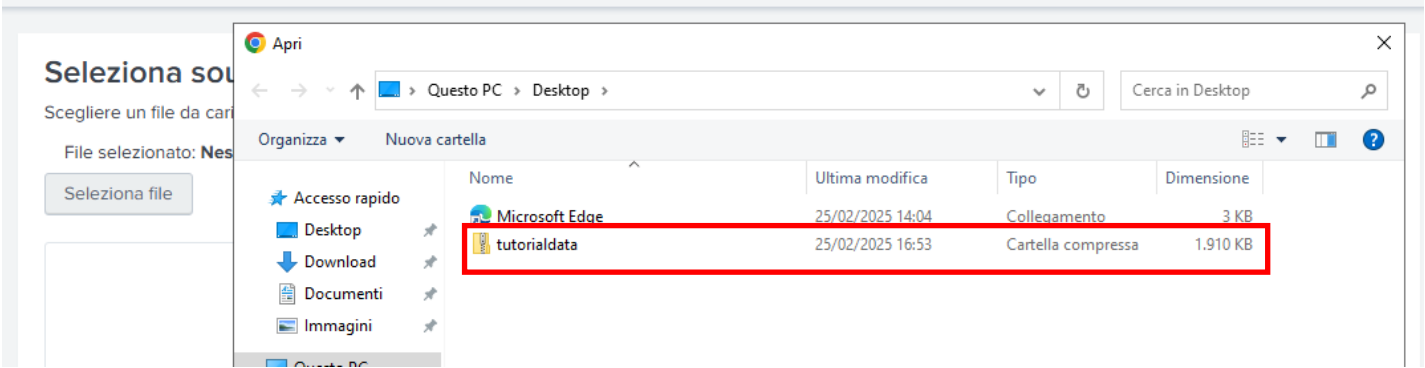 Apri
Seleziona sou
Questo PC > Desktop >
Cerca in Desktop
Scegliere un file da cari
Organizza
Nuova cartella
File selezionato: Nes
Seleziona file
Nome Ultima modifica Tipo Dimensione
Accesso rapido
Microsoft Edge 25/02/2025 14:04 Collegamento 3 KB
Desktop
tutorialdata 25/02/2025 16:53 Cartella compressa 1.910 KB
Download
Documenti
Immagini
Questo PC